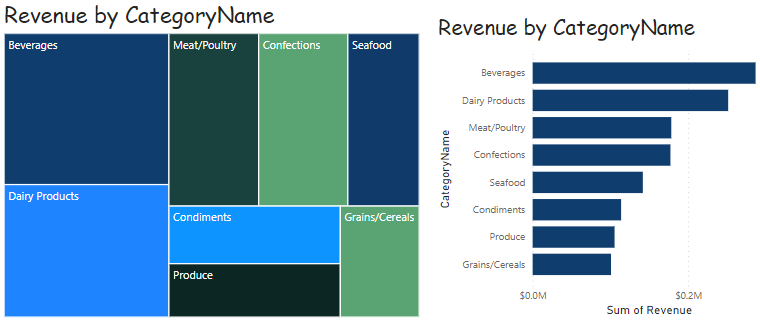 Revenue by CategoryName
Beverages
Meat/Poultry
Confections
Seafood
Dairy Products
Condiments
Grains/Cereals
Produce
Revenue by CategoryName
CategoryName
Beverages
Dairy Products
Meat/Poultry
Confections
Seafood
Condiments
Produce
Grains/Cereals
$0.0M
$0.2M
Sum of Revenue